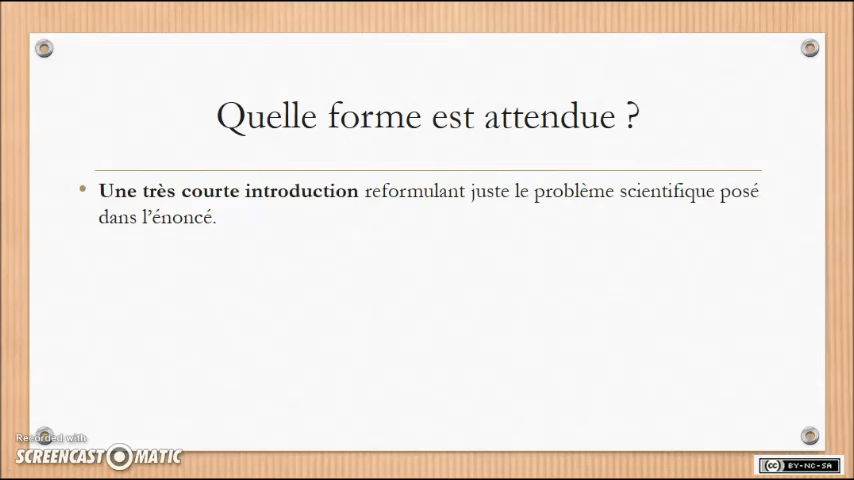 Quelle forme est attendue ?
• Une très courte introduction reformulant juste le problème scientifique posé
dans l'énoncé.
Recorded with
SCREENCAST MATIC
cc BY-NC-SA